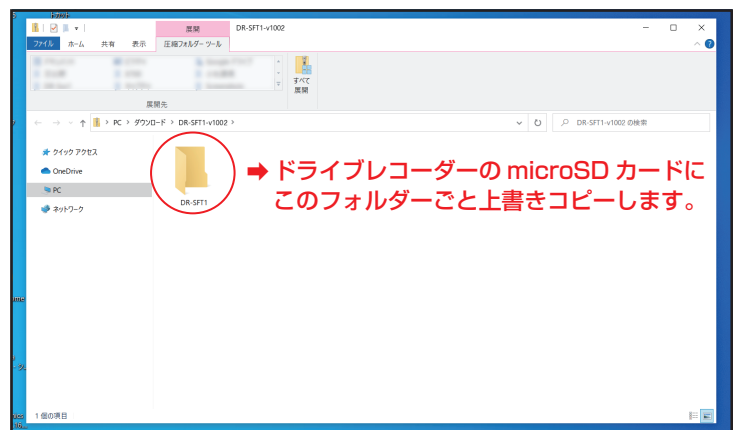 展開
DR-SFT1-v1002
ファイル ホーム 共有 表示 圧縮フォルダー ツール
すべて
展開
展開先
PC › ダウンロード › DR-SFT1-v1002 ›
DR-SFT1-v1002 の検索
クイック アクセス
OneDrive
PC
ネットワーク
DR-SFT1
➡ ドライブレコーダーの microSD カードに
このフォルダーごと上書きコピーします。
1 個の項目